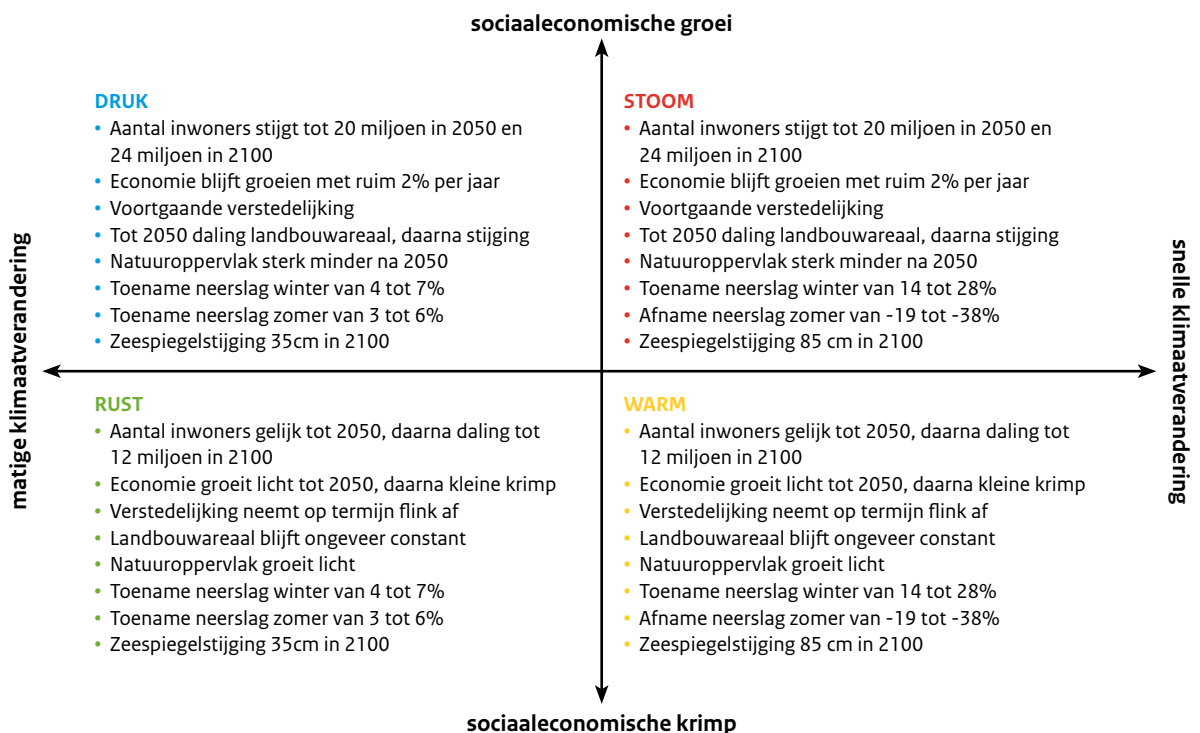 sociaaleconomische groei
matige klimaatverandering
DRUK
• Aantal inwoners stijgt tot 20 miljoen in 2050 en
24 miljoen in 2100
• Economie blijft groeien met ruim 2% per jaar
• Voortgaande verstedelijking
• Tot 2050 daling landbouwareaal, daarna stijging
• Natuuroppervlak sterk minder na 2050
• Toename neerslag winter van 4 tot 7%
• Toename neerslag zomer van 3 tot 6%
• Zeespiegelstijging 35cm in 2100
STOOM
• Aantal inwoners stijgt tot 20 miljoen in 2050 en
24 miljoen in 2100
• Economie blijft groeien met ruim 2% per jaar
• Voortgaande verstedelijking
• Tot 2050 daling landbouwareaal, daarna stijging
• Natuuroppervlak sterk minder na 2050
• Toename neerslag winter van 14 tot 28%
• Afname neerslag zomer van -19 tot -38%
• Zeespiegelstijging 85 cm in 2100
snelle klimaatverandering
RUST
• Aantal inwoners gelijk tot 2050, daarna daling tot
12 miljoen in 2100
• Economie groeit licht tot 2050, daarna kleine krimp
• Verstedelijking neemt op termijn flink af
• Landbouwareaal blijft ongeveer constant
• Natuuroppervlak groeit licht
• Toename neerslag winter van 4 tot 7%
• Toename neerslag zomer van 3 tot 6%
• Zeespiegelstijging 35cm in 2100
WARM
• Aantal inwoners gelijk tot 2050, daarna daling tot
12 miljoen in 2100
• Economie groeit licht tot 2050, daarna kleine krimp
• Verstedelijking neemt op termijn flink af
• Landbouwareaal blijft ongeveer constant
• Natuuroppervlak groeit licht
• Toename neerslag winter van 14 tot 28%
• Afname neerslag zomer van -19 tot -38%
• Zeespiegelstijging 85 cm in 2100
sociaaleconomische krimp